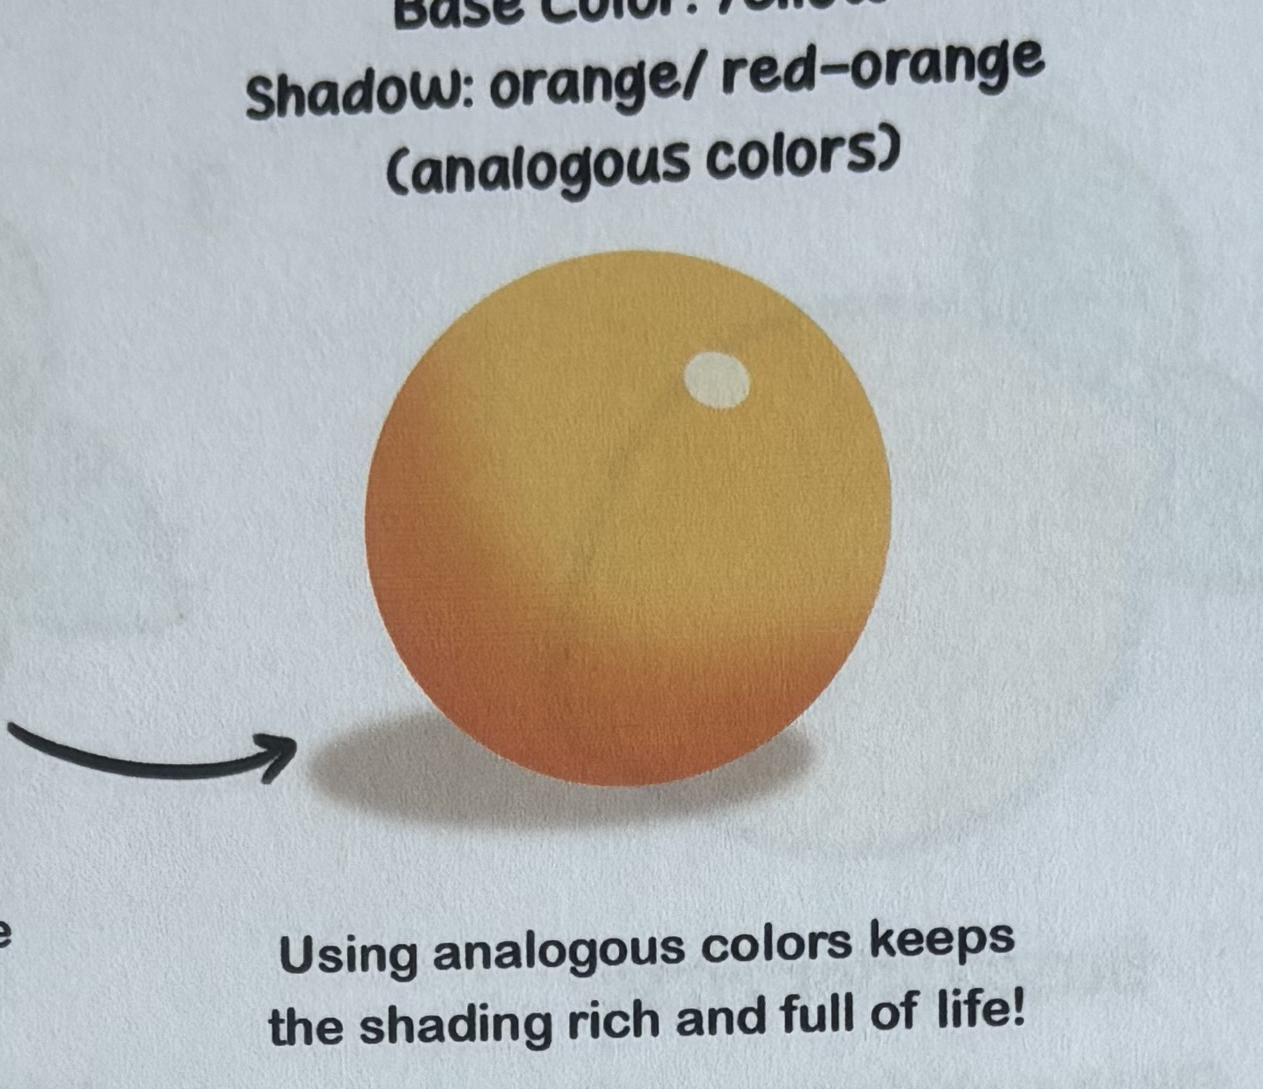 Base Color: Yellow
Shadow: orange/ red-orange
(analogous colors)
Using analogous colors keeps
the shading rich and full of life!